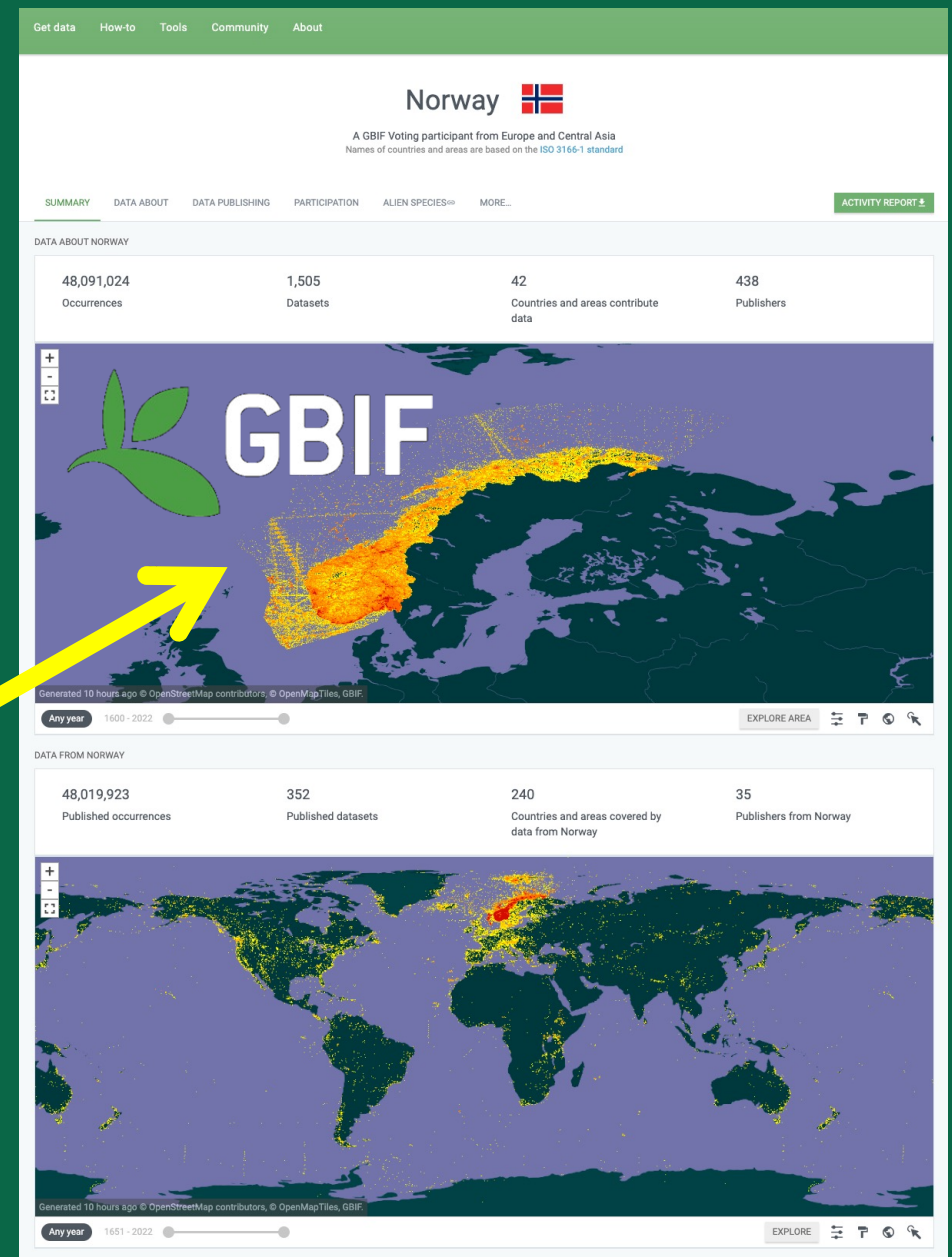 Get data How-to Tools Community About
Norway
A GBIF Voting participant from Europe and Central Asia
Names of countries and areas are based on the ISO 3166-1 standard
SUMMARY DATA ABOUT DATA PUBLISHING PARTICIPATION ALIEN SPECIES MORE... ACTIVITY REPORT
DATA ABOUT NORWAY
48,091,024 1,505 42 438
Occurrences Datasets Countries and areas contribute Publishers
data
+
-
GBIF
Generated 10 hours ago © OpenStreetMap contributors, © OpenMapTiles, GBIF.
Any year 1600 - 2022 EXPLORE AREA
DATA FROM NORWAY
48,019,923 352 240 35
Published occurrences Published datasets Countries and areas covered by Publishers from Norway
data from Norway
+
-
Generated 10 hours ago © OpenStreetMap contributors, © OpenMapTiles, GBIF.
Any year 1651 - 2022 EXPLORE